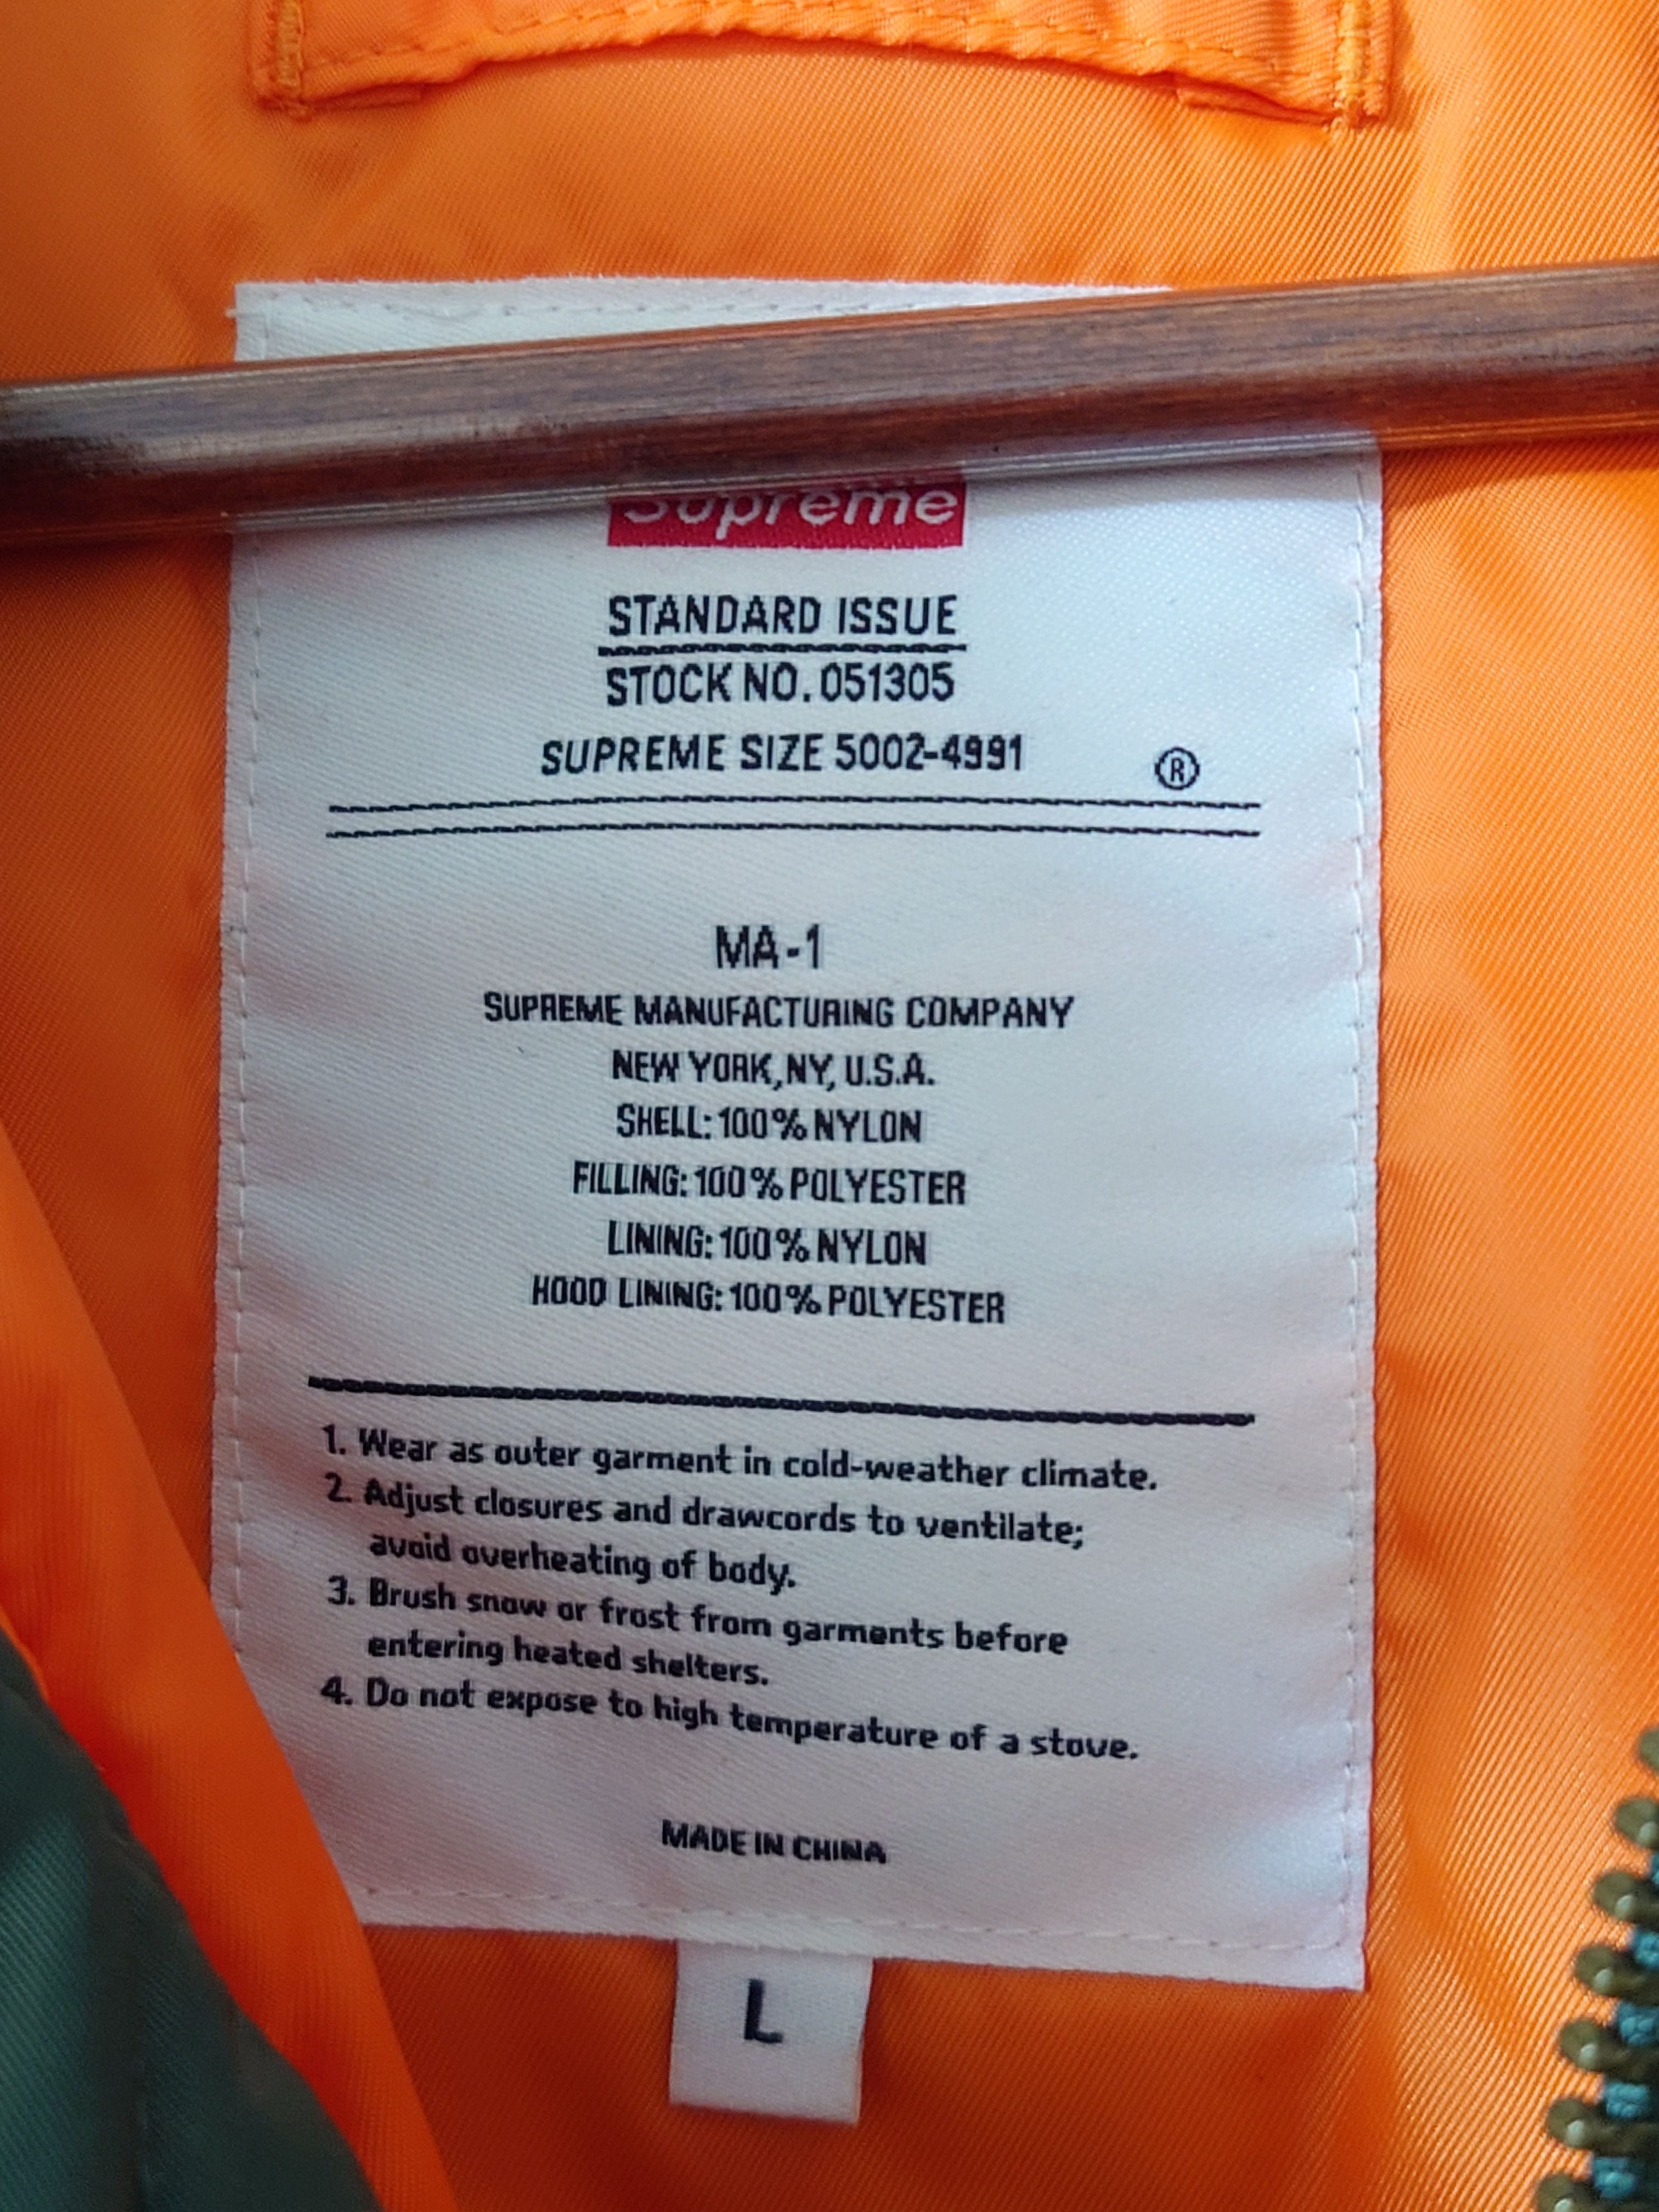 Supreme
STANDARD ISSUE
STOCK NO. 051305
SUPREME SIZE 5002-4991 ®
MA-1
SUPREME MANUFACTURING COMPANY
NEW YORK, NY, U.S.A.
SHELL: 100% NYLON
FILLING: 100% POLYESTER
LINING: 100% NYLON
HOOD LINING: 100% POLYESTER
1. Wear as outer garment in cold-weather climate.
2. Adjust closures and drawcords to ventilate;
avoid overheating of body.
3. Brush snow or frost from garments before
entering heated shelters.
4. Do not expose to high temperature of a stove.
MADE IN CHINA
L